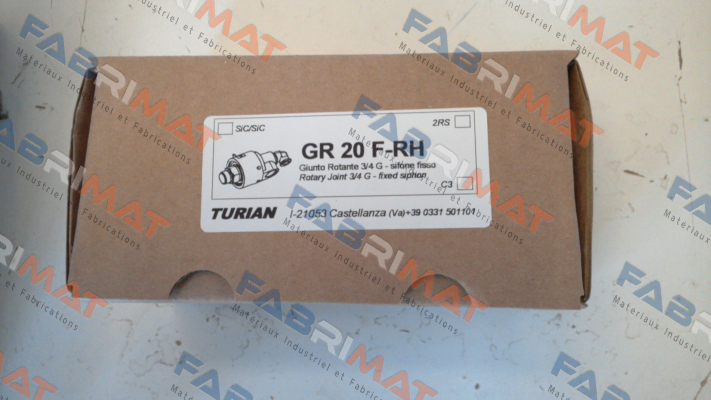 SiC/SiC
2RS
GR 20 F-RH
Giunto Rotante 3/4 G - sifone fisso
Rotary Joint 3/4 G - fixed siphon
C3
TURIAN
I-21053 Castellanza (Va)+39 0331 501101
FABRIMAT
Matériaux Industriel et Fabrications